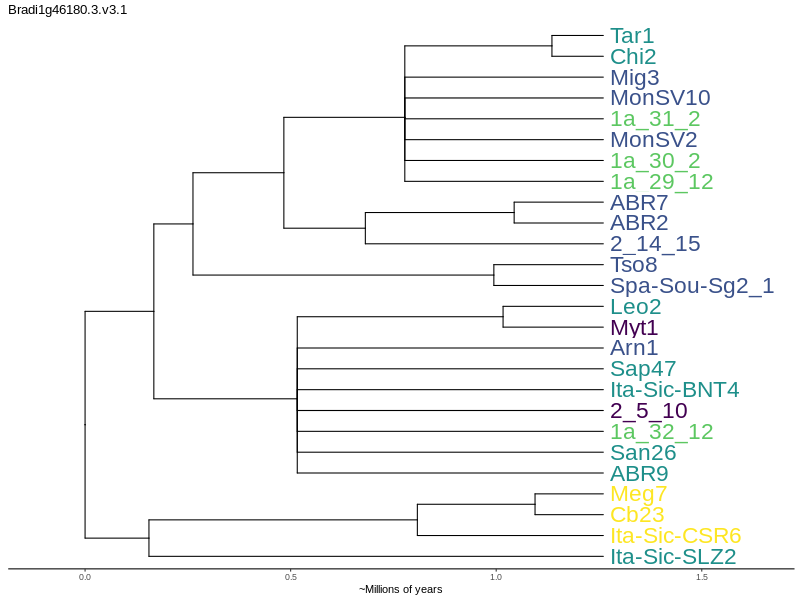 Bradi1g46180.3.v3.1
Tar1
Chi2
Mig3
MonSV10
1a_31_2
MonSV2
1a_30_2
1a_29_12
ABR7
ABR2
2_14_15
Tso8
Spa-Sou-Sg2_1
Leo2
Myt1
Arn1
Sap47
Ita-Sic-BNT4
2_5_10
1a_32_12
San26
ABR9
Meg7
Cb23
Ita-Sic-CSR6
Ita-Sic-SLZ2
0.0 0.5 1.0 1.5
~Millions of years